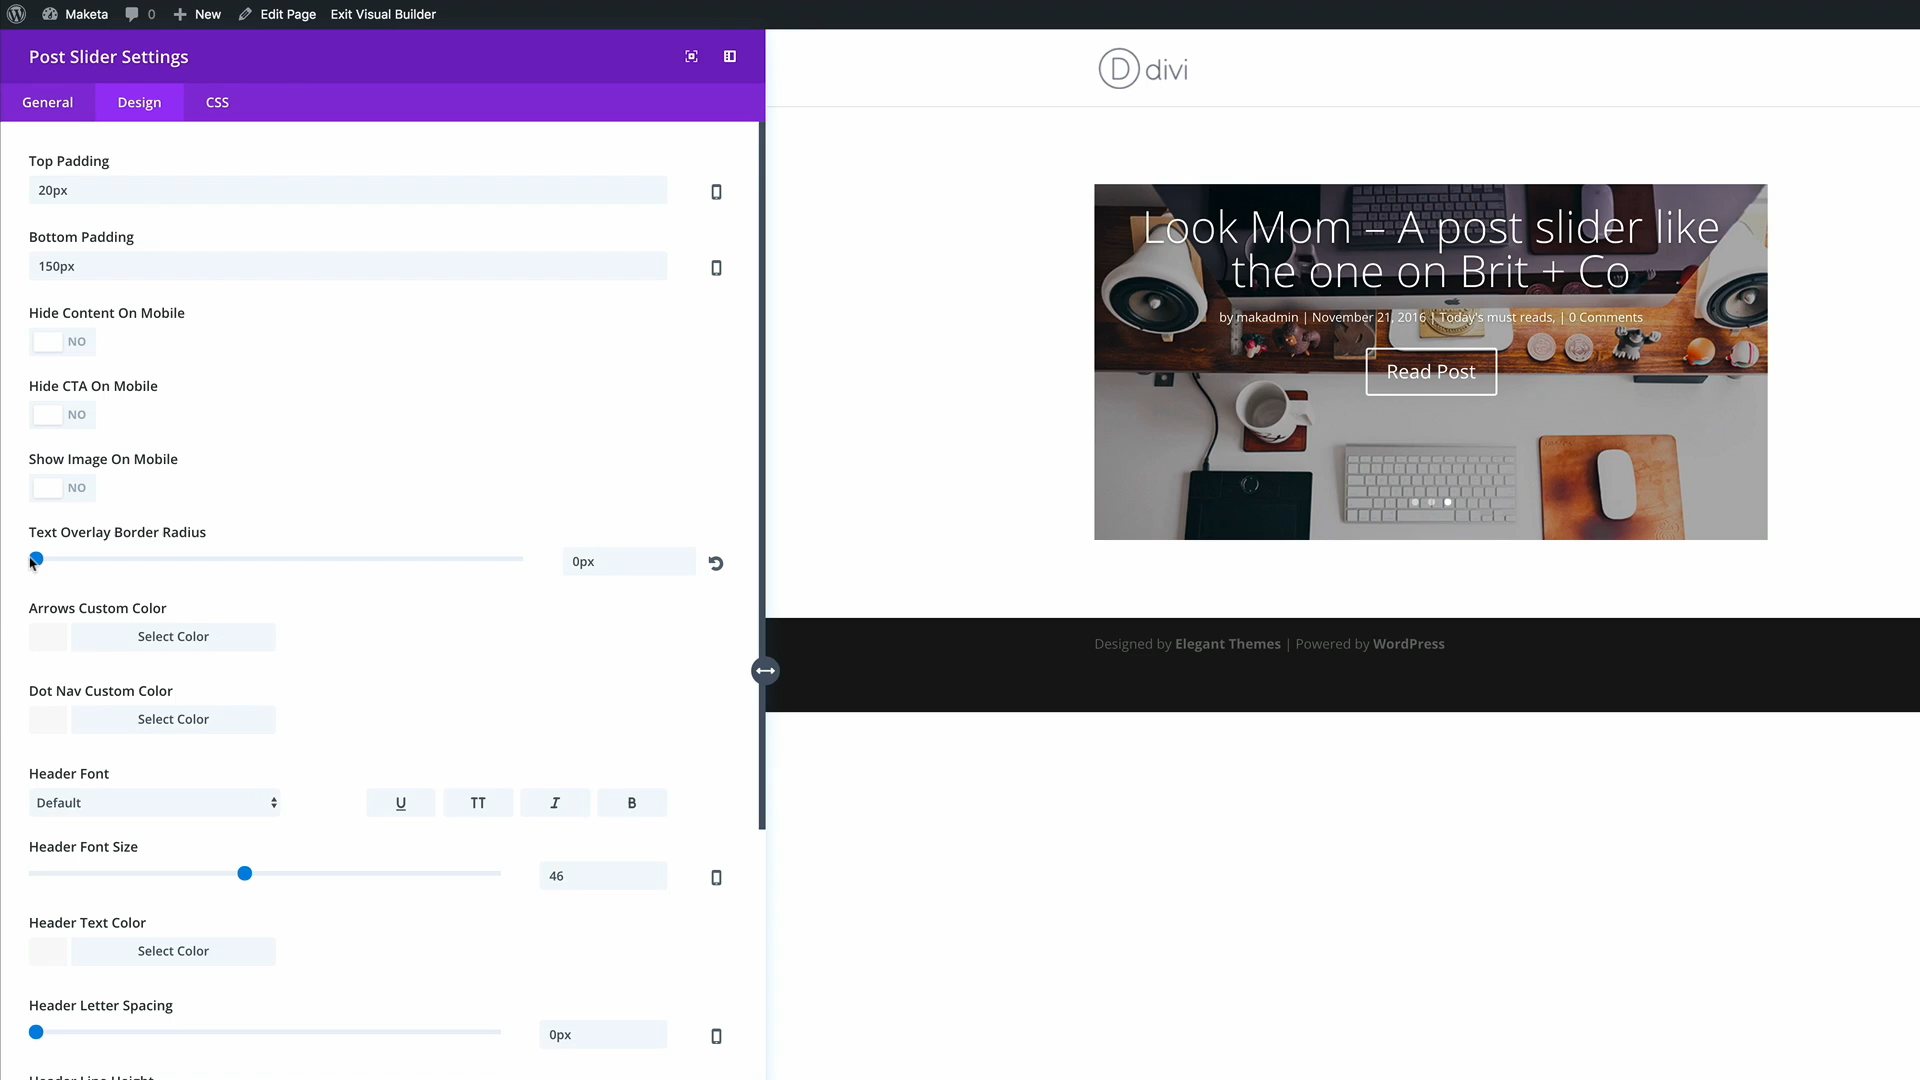 Maketa
0
New
Edit Page
Exit Visual Builder
Post Slider Settings
General
Design
CSS
Top Padding
20px
Bottom Padding
150px
Hide Content On Mobile
NO
Hide CTA On Mobile
NO
Show Image On Mobile
NO
Text Overlay Border Radius
0px
Arrows Custom Color
Select Color
Dot Nav Custom Color
Select Color
Header Font
Default
U
TT
I
B
Header Font Size
46
Header Text Color
Select Color
Header Letter Spacing
0px
Header Line Height
D divi
Look Mom – A post slider like
the one on Brit + Co
by makadmin | November 21, 2016 | Today's must reads, | 0 Comments
Read Post
Designed by Elegant Themes | Powered by WordPress